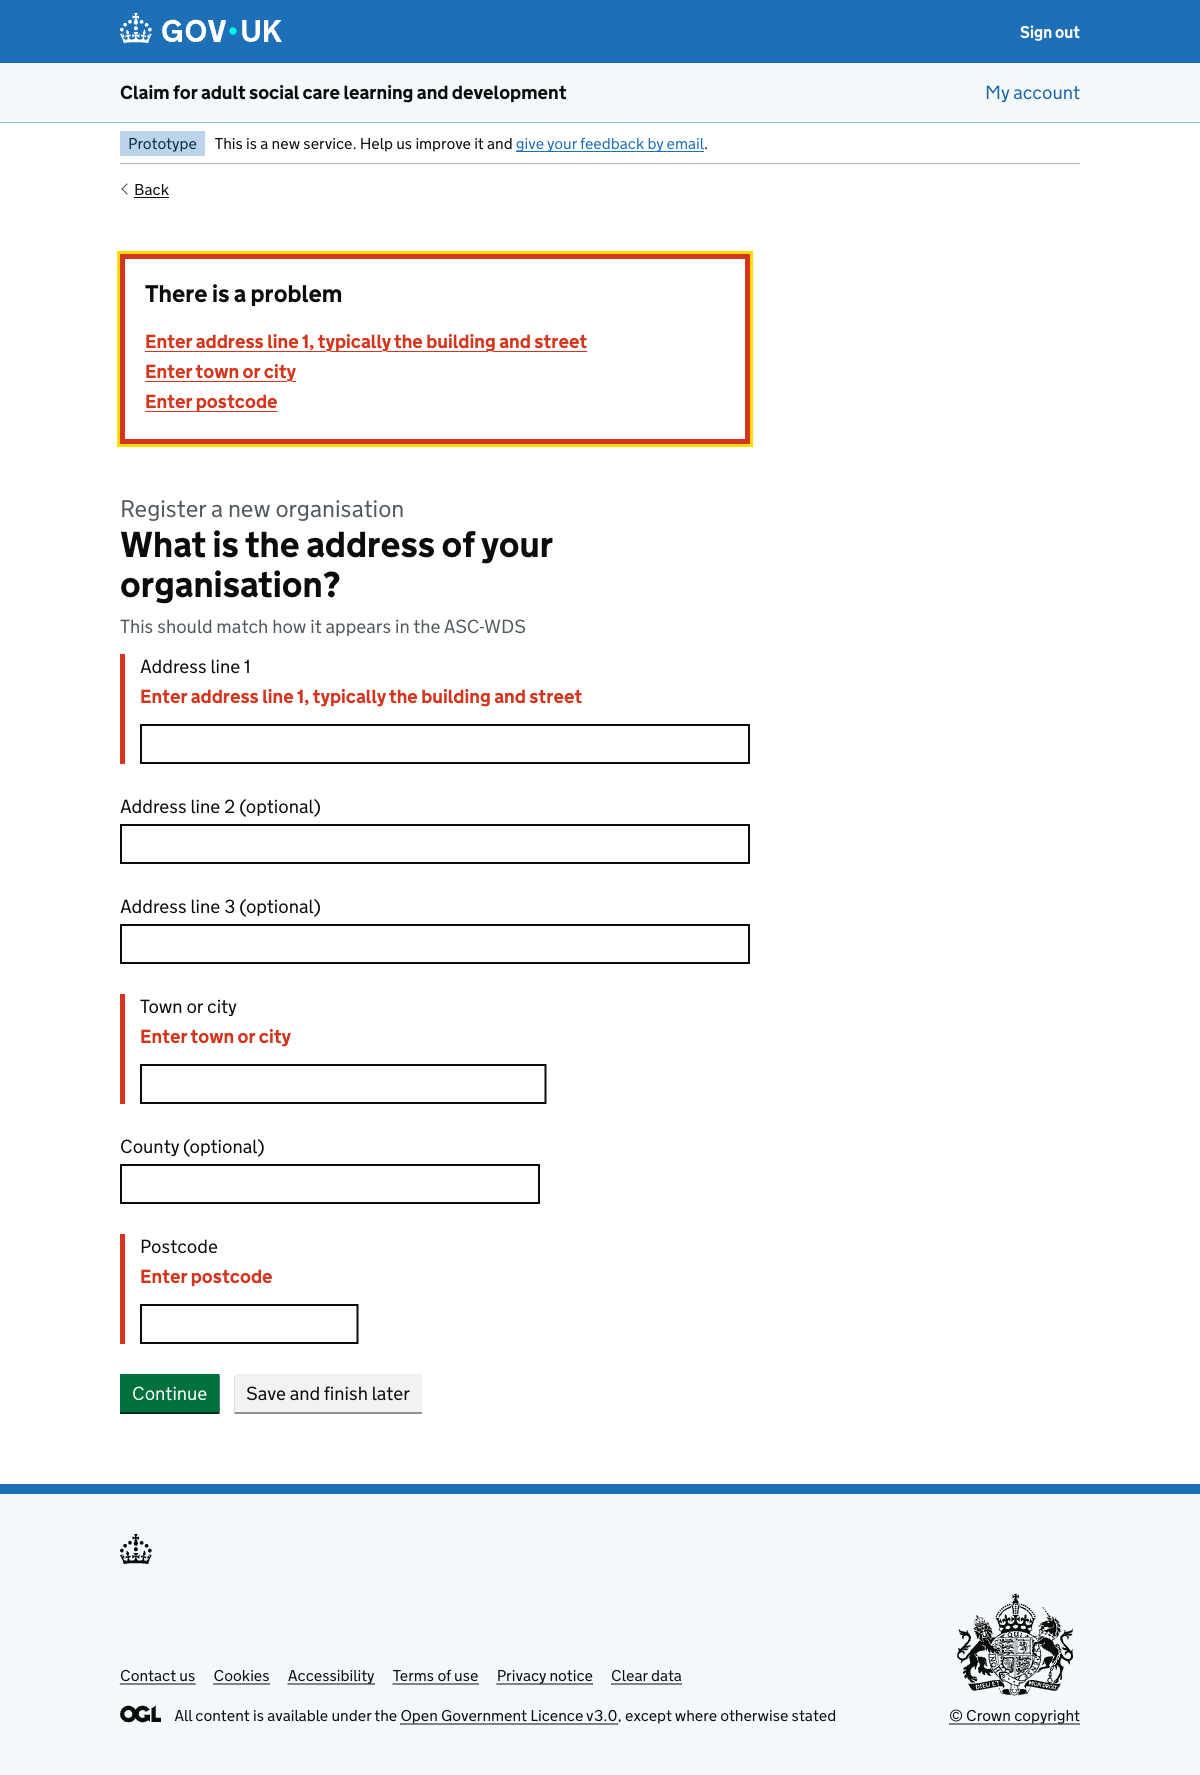 GOV·UK
Sign out
Claim for adult social care learning and development
My account
Prototype This is a new service. Help us improve it and give your feedback by email.
Back
There is a problem
Enter address line 1, typically the building and street
Enter town or city
Enter postcode
Register a new organisation
What is the address of your
organisation?
This should match how it appears in the ASC-WDS
Address line 1
Enter address line 1, typically the building and street
Address line 2 (optional)
Address line 3 (optional)
Town or city
Enter town or city
County (optional)
Postcode
Enter postcode
Continue
Save and finish later
Contact us Cookies Accessibility Terms of use Privacy notice Clear data
OGL All content is available under the Open Government Licence v3.0, except where otherwise stated
© Crown copyright